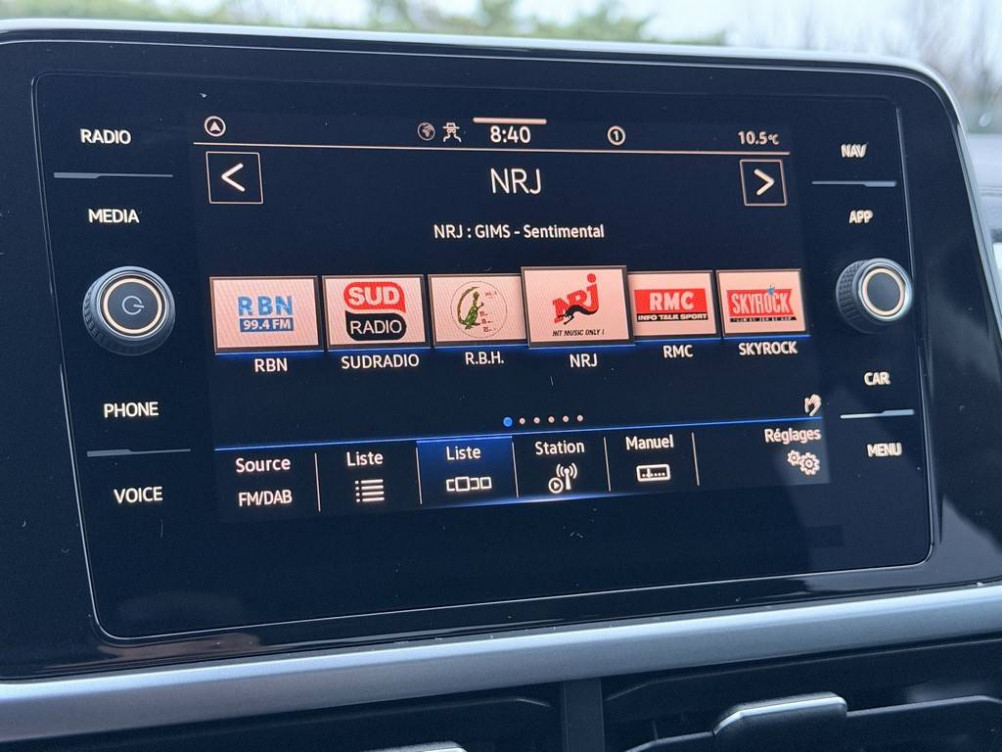 RADIO
MEDIA
PHONE
VOICE
8:40
1
10.5°C
<
NRJ
>
NRJ : GIMS - Sentimental
RBN
99.4 FM
SUD
RADIO
NRJ
HIT MUSIC ONLY !
RMC
INFO TALK SPORT
SKYROCK
RBN
SUDRADIO
R.B.H.
NRJ
RMC
SKYROCK
Source
FM/DAB
Liste
Liste
Station
Manuel
Réglages
NAV
APP
CAR
MENU